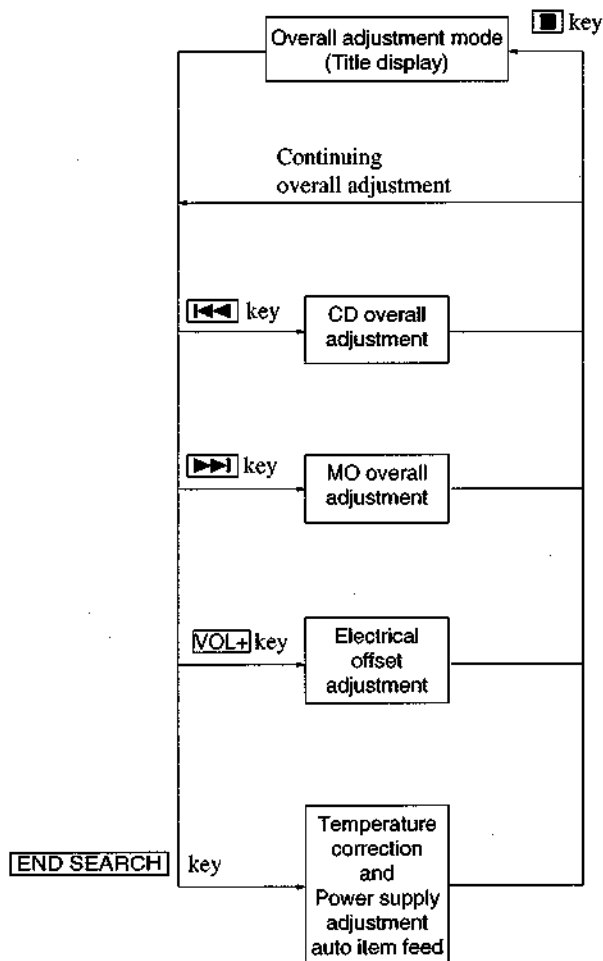 key
Overall adjustment mode
(Title display)
Continuing
overall adjustment
key
CD overall
adjustment
key
MO overall
adjustment
VOL+ key
Electrical
offset
adjustment
END SEARCH key
Temperature
correction
and
Power supply
adjustment
auto item feed